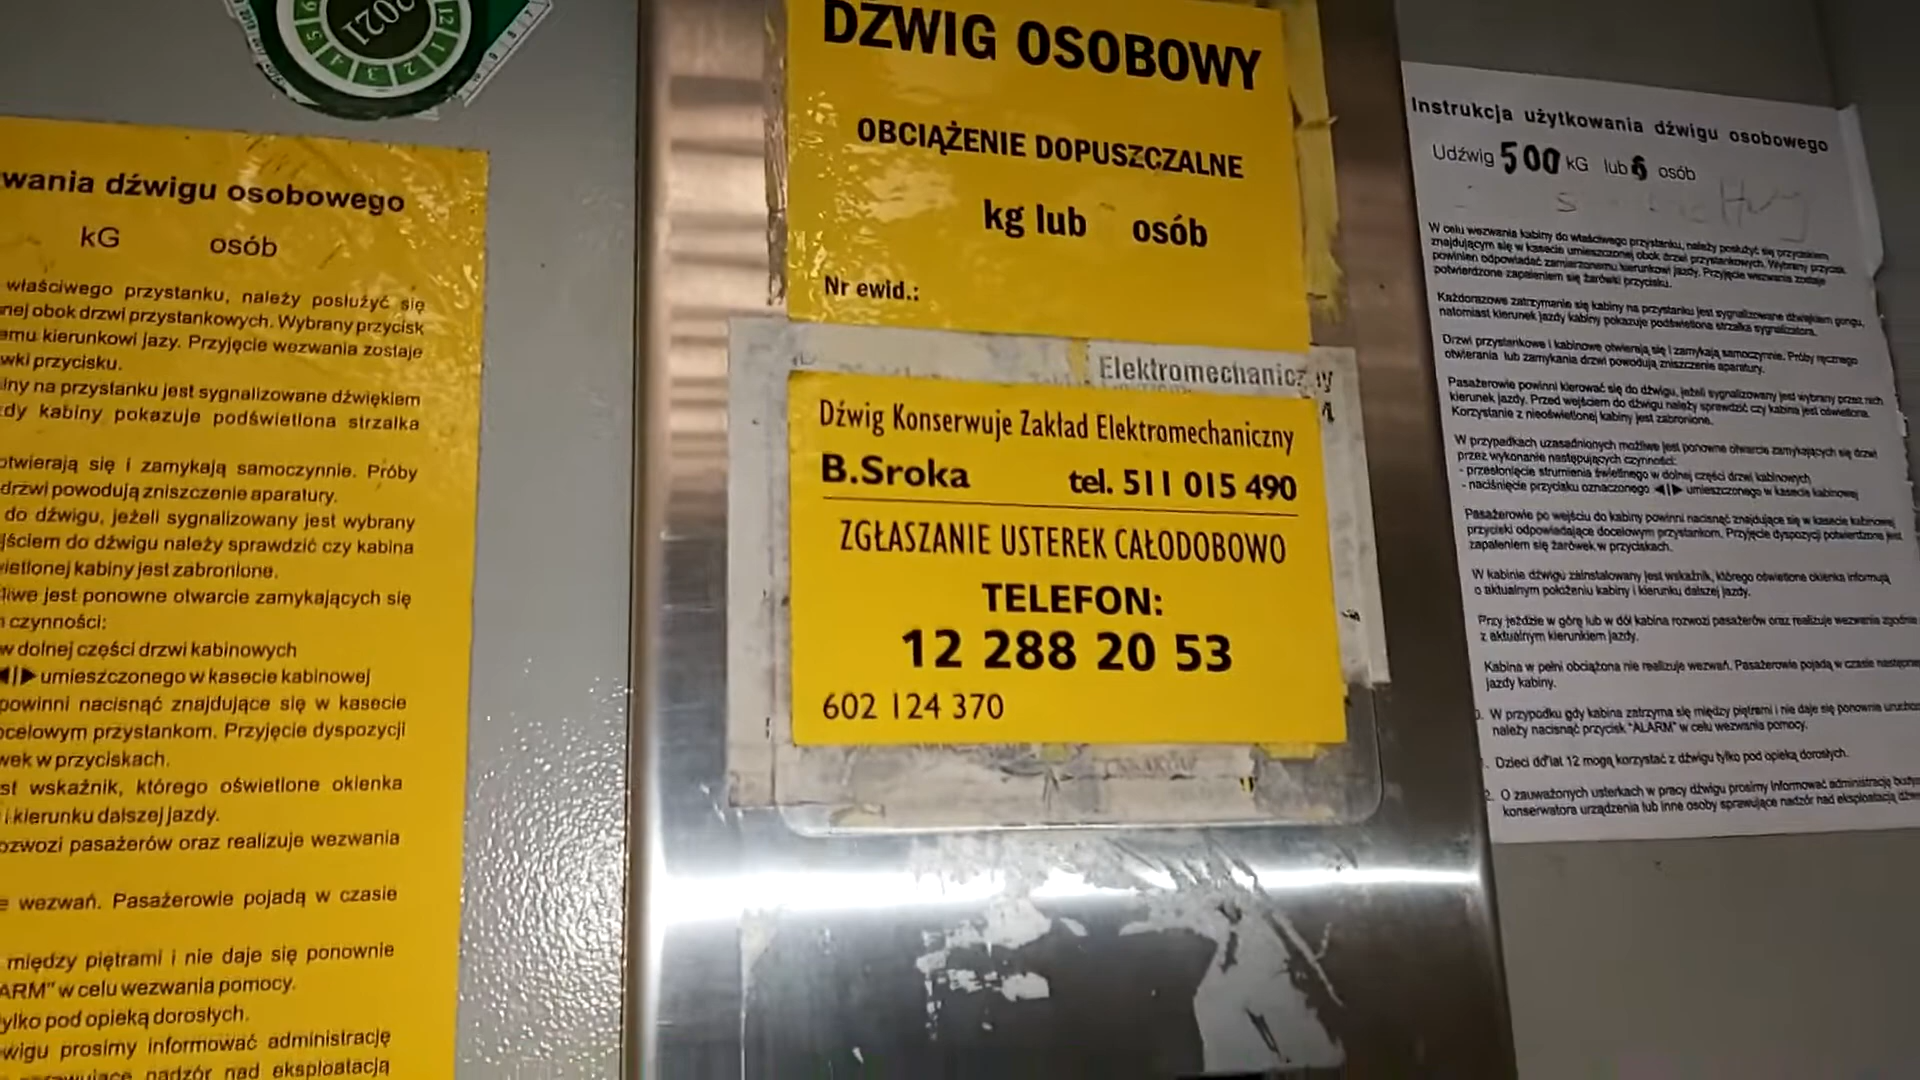 2021
wania dźwigu osobowego
kG osób
właściwego przystanku, należy posłużyć się
nej obok drzwi przystankowych. Wybrany przycisk
amu kierunkowi jazy. Przyjęcie wezwania zostaje
wki przycisku.
iny na przystanku jest sygnalizowane dźwiękiem
zdy kabiny pokazuje podświetlona strzałka
otwierają się i zamykają samoczynnie. Próby
drzwi powodują zniszczenie aparatury.
do dźwigu, jeżeli sygnalizowany jest wybrany
jściem do dźwigu należy sprawdzić czy kabina
ietlonej kabiny jest zabronione.
liwe jest ponowne otwarcie zamykających się
czynności:
w dolnej części drzwi kabinowych
◀|▶ umieszczonego w kasecie kabinowej
powinni nacisnąć znajdujące się w kasecie
ocelowym przystankom. Przyjęcie dyspozycji
wek w przyciskach.
st wskaźnik, którego oświetlone okienka
i kierunku dalszej jazdy.
ozwozi pasażerów oraz realizuje wezwania
e wezwań. Pasażerowie pojadą w czasie
między piętrami i nie daje się ponownie
ARM" w celu wezwania pomocy.
ylko pod opieką dorosłych.
wigu prosimy informować administrację
nadzór nad eksploatacją
DŹWIG OSOBOWY
OBCIĄŻENIE DOPUSZCZALNE
kg lub osób
Nr ewid.:
Elektromechaniczny
Dźwig Konserwuje Zakład Elektromechaniczny
B.Sroka tel. 511 015 490
ZGŁASZANIE USTEREK CAŁODOBOWO
TELEFON:
12 288 20 53
602 124 370
Instrukcja użytkowania dźwigu osobowego
Udźwig 500 kG lub 6 osób
W celu wezwania kabiny do właściwego przystanku, należy posłużyć się przyciskiem
znajdującym się w kasecie umieszczonej obok drzwi przystankowych. Wybrany przycisk
powinien odpowiadać zamierzonemu kierunkowi jazdy. Przyjęcie wezwania zostaje
potwierdzone zapaleniem się żarówki przycisku.
Każdorazowe zatrzymanie się kabiny na przystanku jest sygnalizowane dźwiękiem gongu,
natomiast kierunek jazdy kabiny pokazuje podświetlona strzałka sygnalizatora.
Drzwi przystankowe i kabinowe otwierają się i zamykają samoczynnie. Próby ręcznego
otwierania lub zamykania drzwi powodują zniszczenie aparatury.
Pasażerowie powinni kierować się do dźwigu, jeżeli sygnalizowany jest wybrany przez nich
kierunek jazdy. Przed wejściem do dźwigu należy sprawdzić czy kabina jest oświetlona.
Korzystanie z nieoświetlonej kabiny jest zabronione.
W przypadkach uzasadnionych możliwe jest ponowne otwarcie zamykających się drzwi
przez wykonanie następujących czynności:
- przesłonięcie strumienia świetlnego w dolnej części drzwi kabinowych
- naciśnięcie przycisku oznaczonego ◀|▶ umieszczonego w kasecie kabinowej
Pasażerowie po wejściu do kabiny powinni nacisnąć znajdujące się w kasecie kabinowej
przyciski odpowiadające docelowym przystankom. Przyjęcie dyspozycji potwierdzone jest
zapaleniem się żarówek w przyciskach.
W kabinie dźwigu zainstalowany jest wskaźnik, którego oświetlone okienka informują
o aktualnym położeniu kabiny i kierunku dalszej jazdy.
Przy jeździe w górę lub w dół kabina rozwozi pasażerów oraz realizuje wezwania zgodnie
z aktualnym kierunkiem jazdy.
Kabina w pełni obciążona nie realizuje wezwań. Pasażerowie pojadą w czasie następne
jazdy kabiny.
W przypadku gdy kabina zatrzyma się między piętrami i nie daje się ponownie urucho
należy nacisnąć przycisk "ALARM" w celu wezwania pomocy.
Dzieci do lat 12 mogą korzystać z dźwigu tylko pod opieką dorosłych.
O zauważonych usterkach w pracy dźwigu prosimy informować administrację budy
konserwatora urządzenia lub inne osoby sprawujące nadzór nad eksploatacją dźw